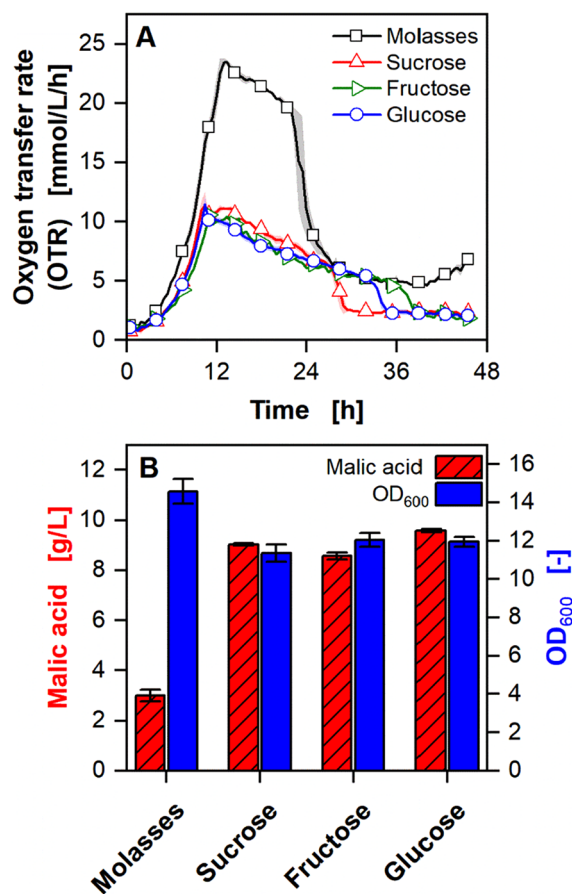 A
Molasses
Sucrose
Fructose
Glucose
Oxygen transfer rate
(OTR) [mmol/L/h]
25
20
15
10
5
0
0 12 24 36 48
Time [h]
B
Malic acid
OD600
Malic acid [g/L]
12
10
8
6
4
2
0
16
14
12
10
8
6
4
2
0
OD600 [-]
Molasses
Sucrose
Fructose
Glucose